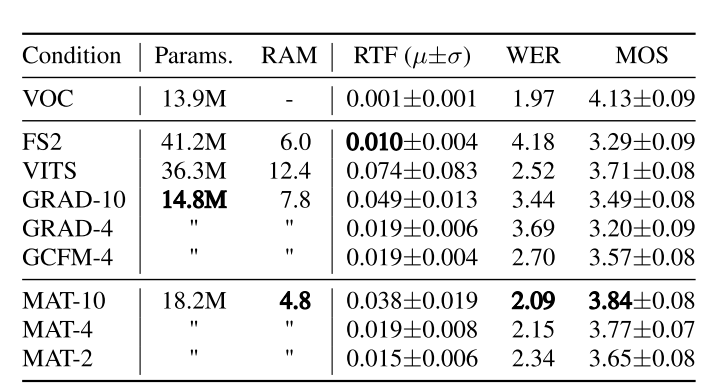 Condition Params. RAM RTF (μ±σ) WER MOS
VOC 13.9M - 0.001±0.001 1.97 4.13±0.09
FS2 41.2M 6.0 0.010±0.004 4.18 3.29±0.09
VITS 36.3M 12.4 0.074±0.083 2.52 3.71±0.08
GRAD-10 14.8M 7.8 0.049±0.013 3.44 3.49±0.08
GRAD-4 " " 0.019±0.006 3.69 3.20±0.09
GCFM-4 " " 0.019±0.004 2.70 3.57±0.08
MAT-10 18.2M 4.8 0.038±0.019 2.09 3.84±0.08
MAT-4 " " 0.019±0.008 2.15 3.77±0.07
MAT-2 " " 0.015±0.006 2.34 3.65±0.08